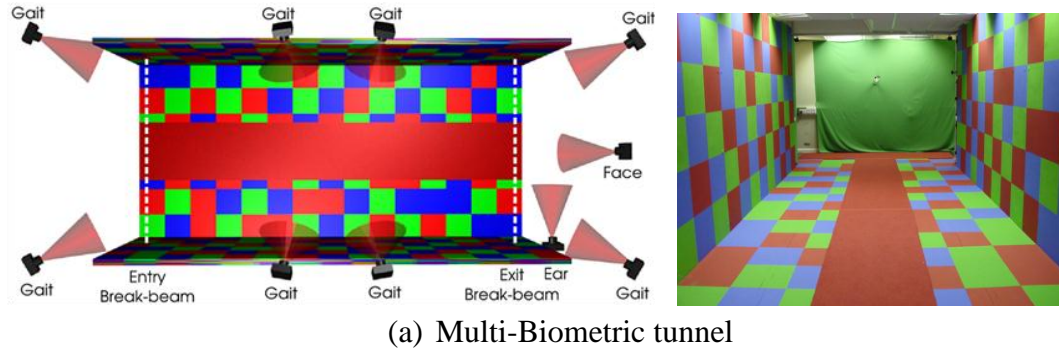 Gait Gait Gait Gait
Face
Gait Entry Break-beam Gait Gait Exit Break-beam Ear Gait
(a) Multi-Biometric tunnel